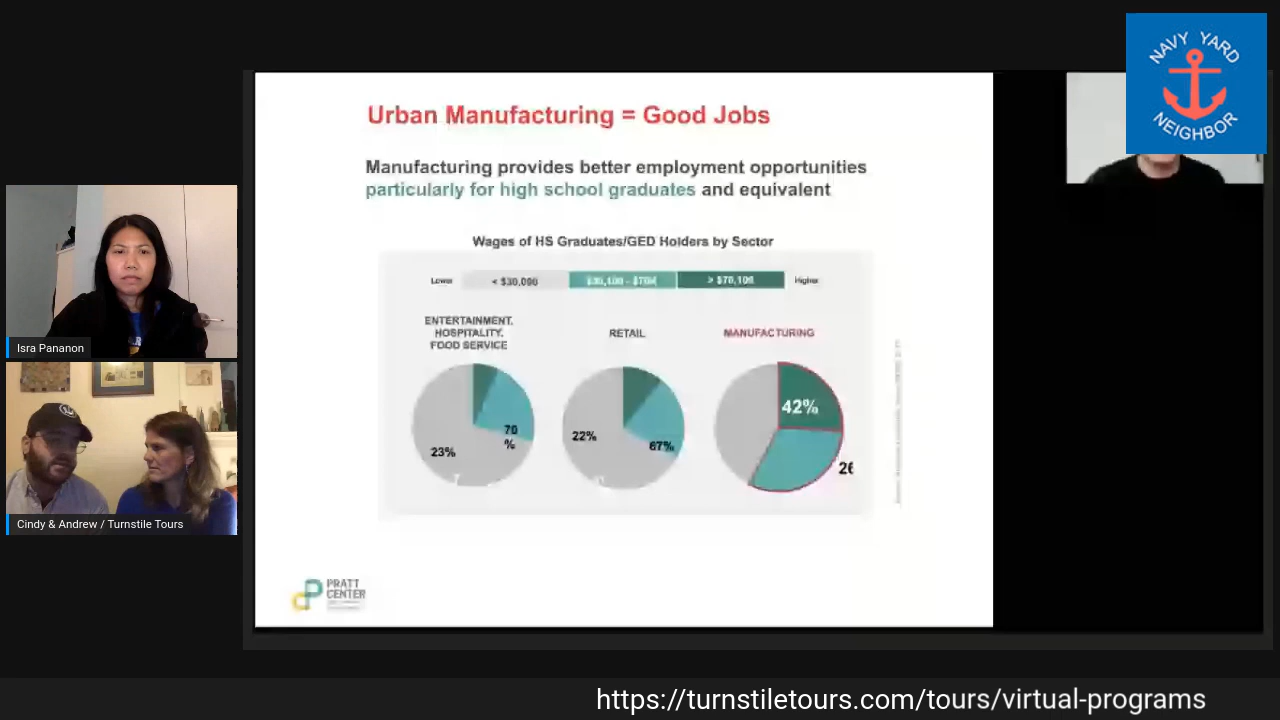 Urban Manufacturing = Good Jobs
Manufacturing provides better employment opportunities
particularly for high school graduates and equivalent
Wages of HS Graduates/GED Holders by Sector
Lower
< $30,000
> $70,100
Higher
ENTERTAINMENT,
HOSPITALITY,
FOOD SERVICE
RETAIL
MANUFACTURING
23%
70
%
22%
67%
42%
26
PRATT
CENTER
NAVY YARD
NEIGHBOR
Isra Pananon
Cindy & Andrew / Turnstile Tours
https://turnstiletours.com/tours/virtual-programs